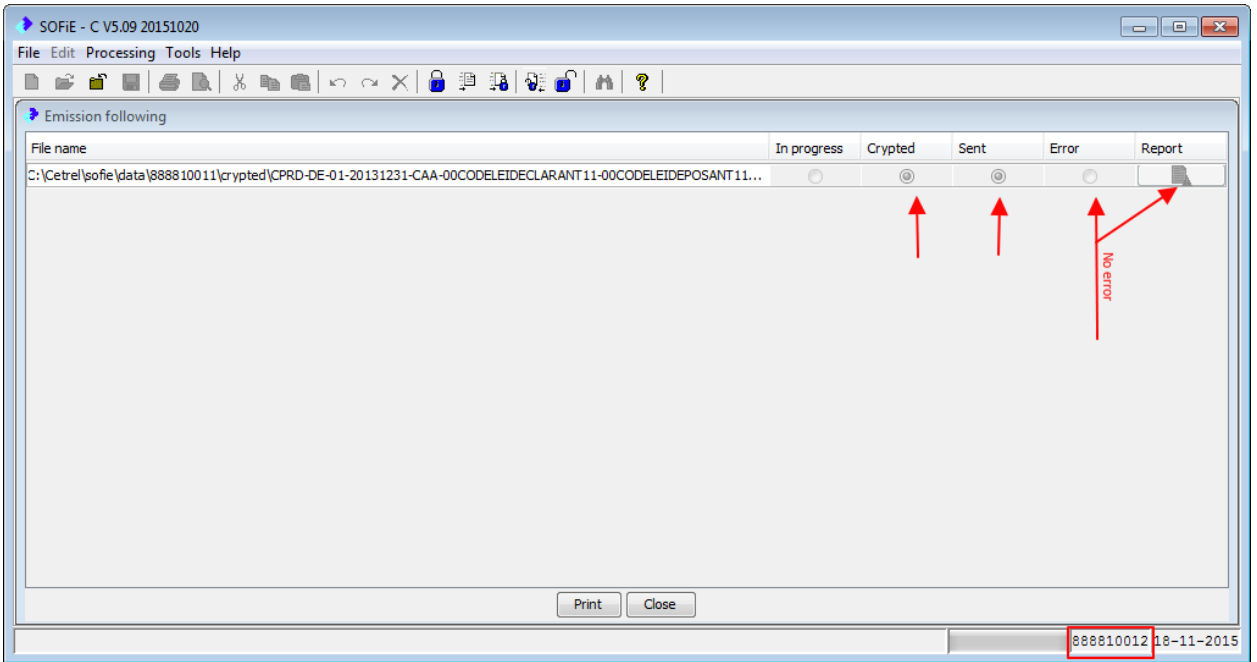 SOFiE - C V5.09 20151020
File Edit Processing Tools Help
Emission following
File name In progress Crypted Sent Error Report
C:\Cetrel\sofie\data\888810011\crypted\CPRD-DE-01-20131231-CAA-00CODELEIDECLARANT11-00CODELEIDEPOSANT11...
No error
Print Close
888810012 18-11-2015